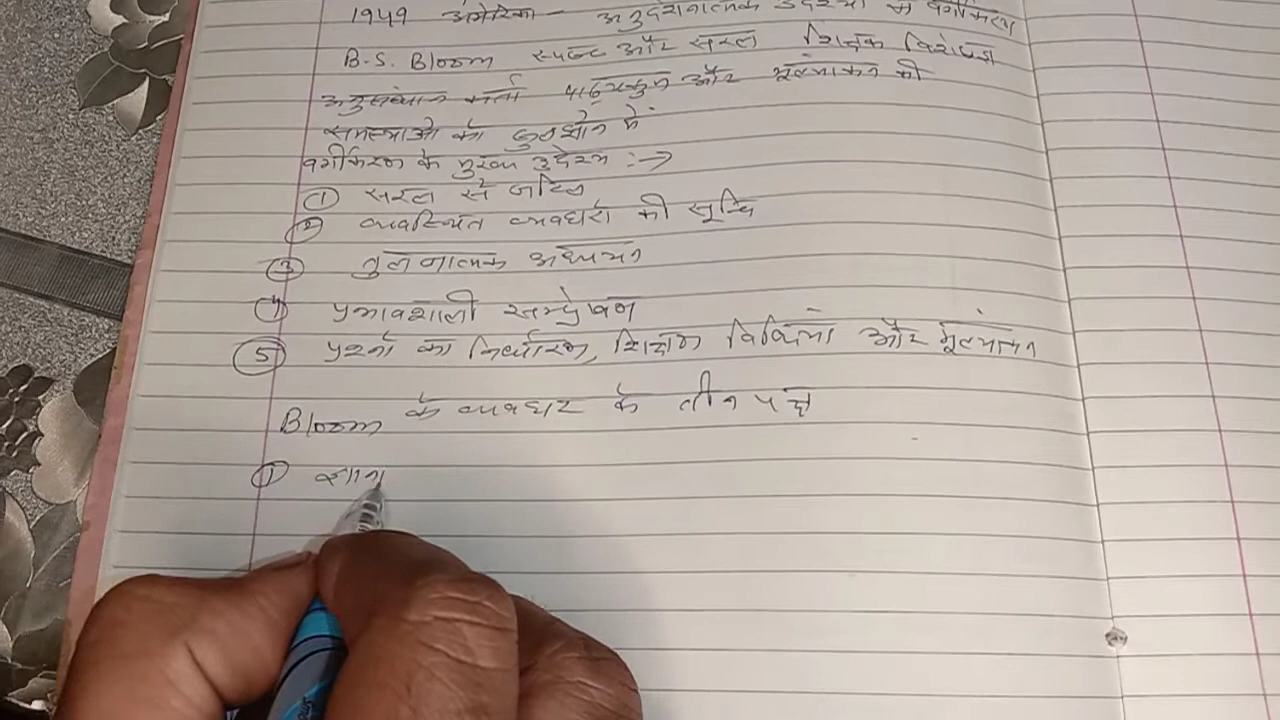 1949 अमेरिका — अनुदेशनात्मक उद्देश्यों में वर्गीकरण
B.S. Bloom स्पष्ट और सरल शिक्षक विशेषज्ञ
अनुसंधान कर्ता पाठ्यक्रम और मूल्यांकन की
समस्याओं को सुलझाने में
वर्गीकरण के मुख्य उद्देश्य :→
① सरल से जटिल
② व्यवस्थित व्यवहारों की सूचि
③ तुलनात्मक अध्ययन
④ प्रभावशाली सम्प्रेषण
⑤ प्रश्नों का निर्धारण, शिक्षण विधियां और मूल्यांकन
Bloom के व्यवहार के तीन पक्ष
① ज्ञान